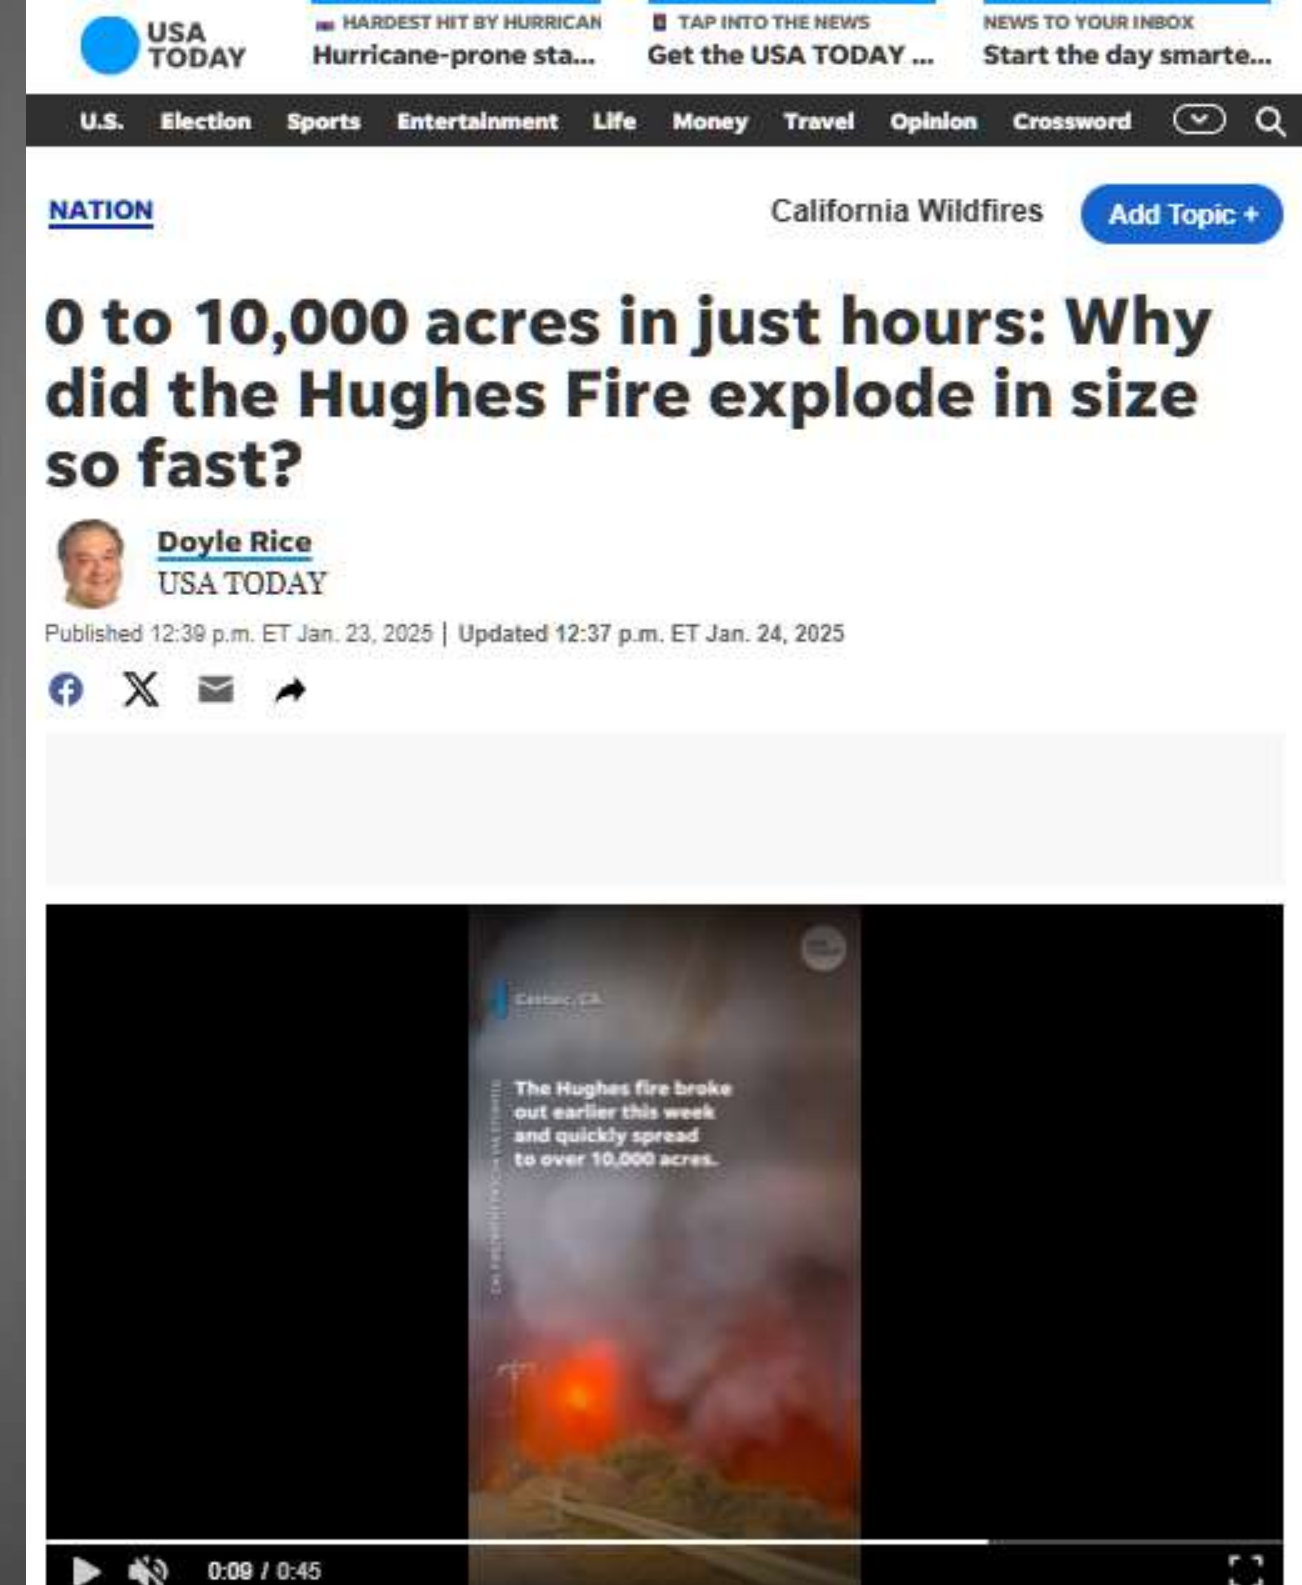 USA
TODAY
HARDEST HIT BY HURRICAN
Hurricane-prone sta...
TAP INTO THE NEWS
Get the USA TODAY ...
NEWS TO YOUR INBOX
Start the day smarte...
U.S. Election Sports Entertainment Life Money Travel Opinion Crossword
NATION
California Wildfires
Add Topic +
0 to 10,000 acres in just hours: Why
did the Hughes Fire explode in size
so fast?
Doyle Rice
USA TODAY
Published 12:39 p.m. ET Jan. 23, 2025 | Updated 12:37 p.m. ET Jan. 24, 2025
Castaic, CA
The Hughes fire broke
out earlier this week
and quickly spread
to over 10,000 acres.
0:09 / 0:45